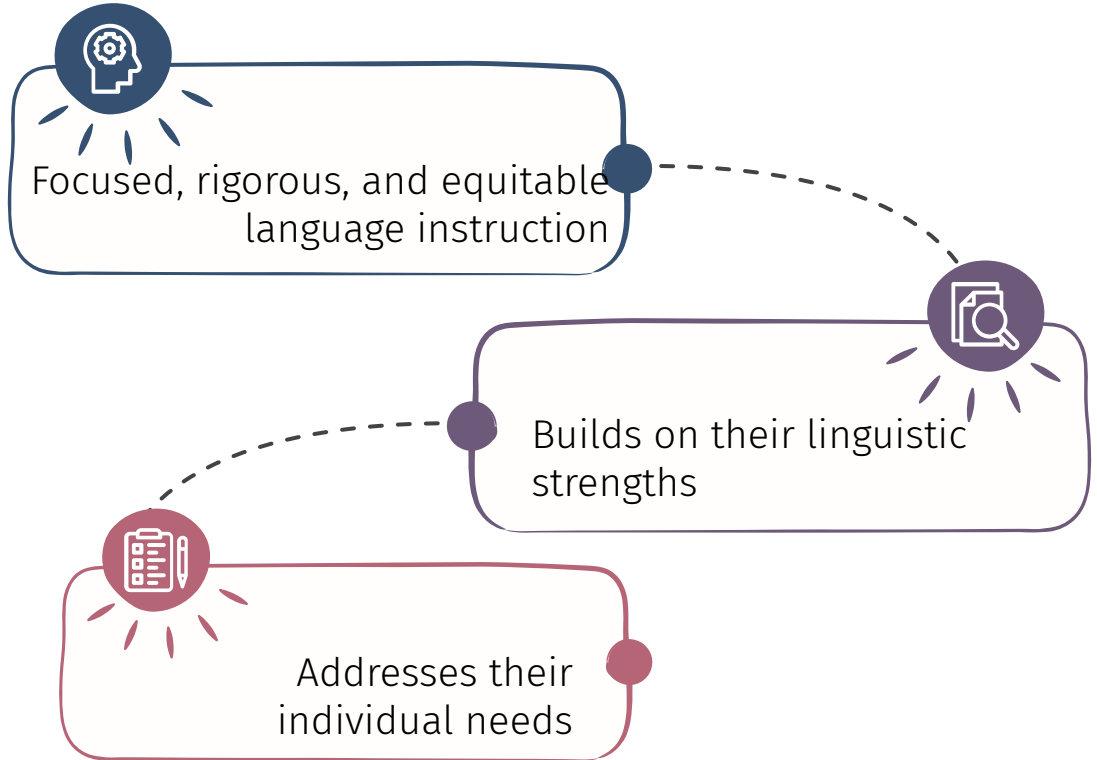 Focused, rigorous, and equitable
language instruction
Builds on their linguistic
strengths
Addresses their
individual needs